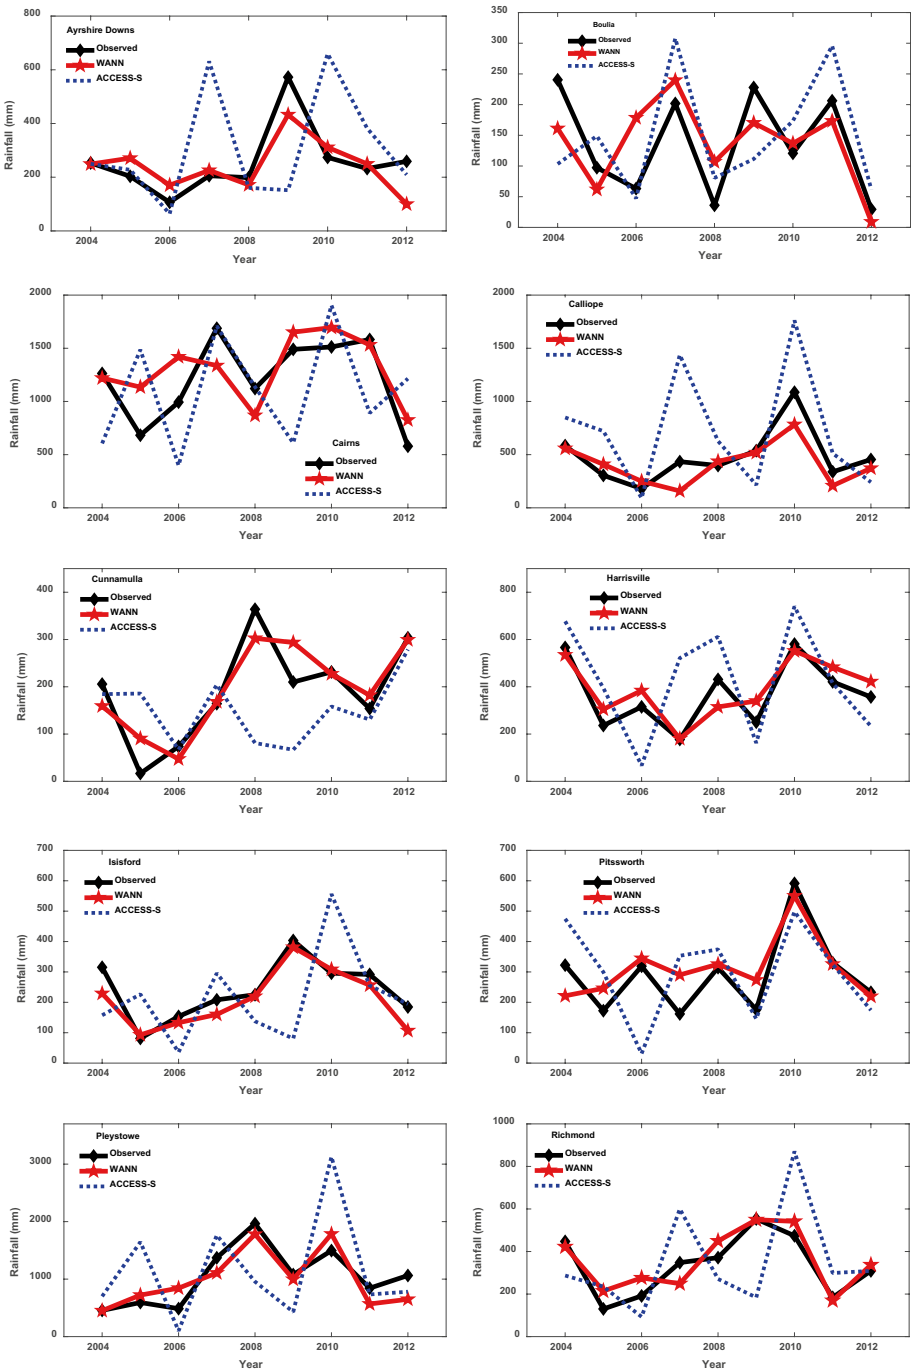 800
Ayrshire Downs
Observed
WANN
ACCESS-S
600
400
200
0
Rainfall (mm)
2004 2006 2008 2010 2012
Year
350
Boulia
Observed
WANN
ACCESS-S
300
250
200
150
100
50
0
Rainfall (mm)
2004 2006 2008 2010 2012
Year
2000
1500
1000
500
0
Rainfall (mm)
Cairns
Observed
WANN
ACCESS-S
2004 2006 2008 2010 2012
Year
2000
Calliope
Observed
WANN
ACCESS-S
1500
1000
500
0
Rainfall (mm)
2004 2006 2008 2010 2012
Year
Cunnamulla
Observed
WANN
ACCESS-S
400
300
200
100
0
Rainfall (mm)
2004 2006 2008 2010 2012
Year
Harrisville
Observed
WANN
ACCESS-S
800
600
400
200
0
Rainfall (mm)
2004 2006 2008 2010 2012
Year
700
Isisford
Observed
WANN
ACCESS-S
600
500
400
300
200
100
0
Rainfall (mm)
2004 2006 2008 2010 2012
Year
700
Pitssworth
Observed
WANN
ACCESS-S
600
500
400
300
200
100
0
Rainfall (mm)
2004 2006 2008 2010 2012
Year
Pleystowe
Observed
WANN
ACCESS-S
3000
2000
1000
0
Rainfall (mm)
2004 2006 2008 2010 2012
Year
1000
Richmond
Observed
WANN
ACCESS-S
800
600
400
200
0
Rainfall (mm)
2004 2006 2008 2010 2012
Year